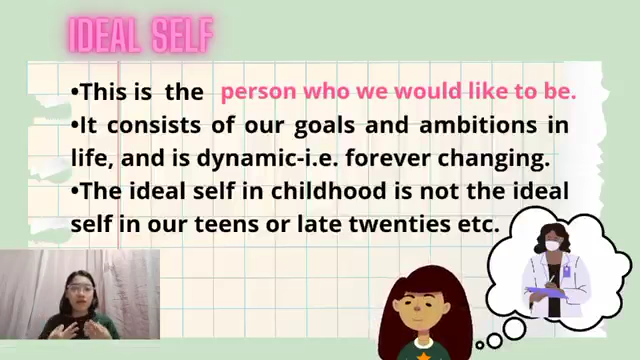 IDEAL SELF
•This is the person who we would like to be.
•It consists of our goals and ambitions in
life, and is dynamic-i.e. forever changing.
•The ideal self in childhood is not the ideal
self in our teens or late twenties etc.